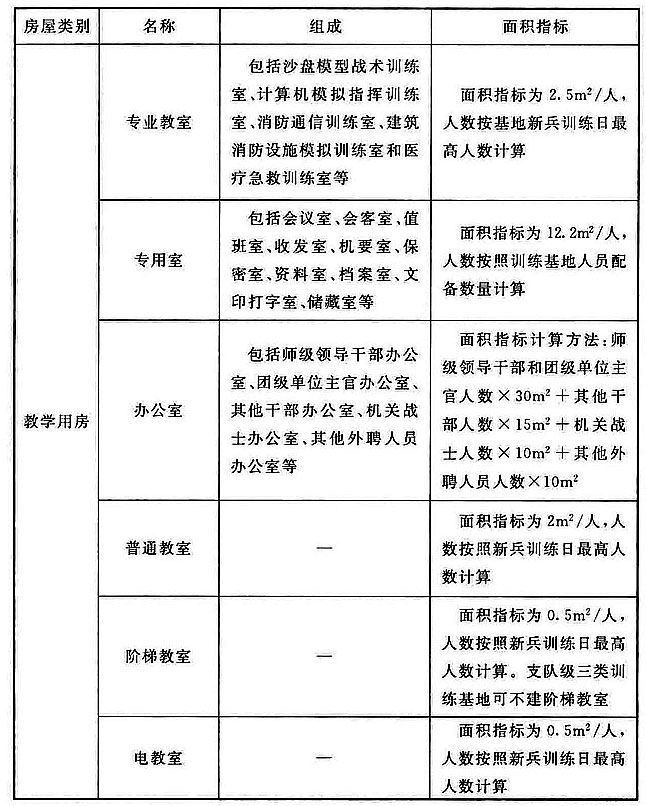 房屋类别
名称
组成
面积指标
教学用房
专业教室
包括沙盘模型战术训练
室、计算机模拟指挥训练
室、消防通信训练室、建筑
消防设施模拟训练室和医
疗急救训练室等
面积指标为2.5m²/人，
人数按基地新兵训练日最
高人数计算
专用室
包括会议室、会客室、值
班室、收发室、机要室、保
密室、资料室、档案室、文
印打字室、储藏室等
面积指标为12.2m²/人，
人数按照训练基地人员配
备数量计算
办公室
包括师级领导干部办公
室、团级单位主官办公室、
其他干部办公室、机关战
士办公室、其他外聘人员
办公室等
面积指标计算方法：师
级领导干部和团级单位主
官人数×30m²＋其他干
部人数×15m²＋机关战
士人数×10m²＋其他外
聘人员人数×10m²
普通教室
—
面积指标为2m²/人，人
数按照新兵训练日最高人
数计算
阶梯教室
—
面积指标为0.5m²/人，
人数按照新兵训练日最高
人数计算。支队级三类训
练基地可不建阶梯教室
电教室
—
面积指标为0.5m²/人，
人数按照新兵训练日最高
人数计算